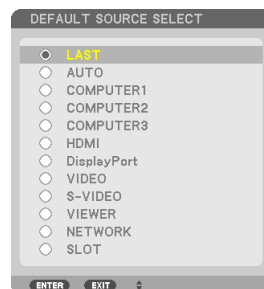 DEFAULT SOURCE SELECT
LAST
AUTO
COMPUTER1
COMPUTER2
COMPUTER3
HDMI
DisplayPort
VIDEO
S-VIDEO
VIEWER
NETWORK
SLOT
ENTER EXIT